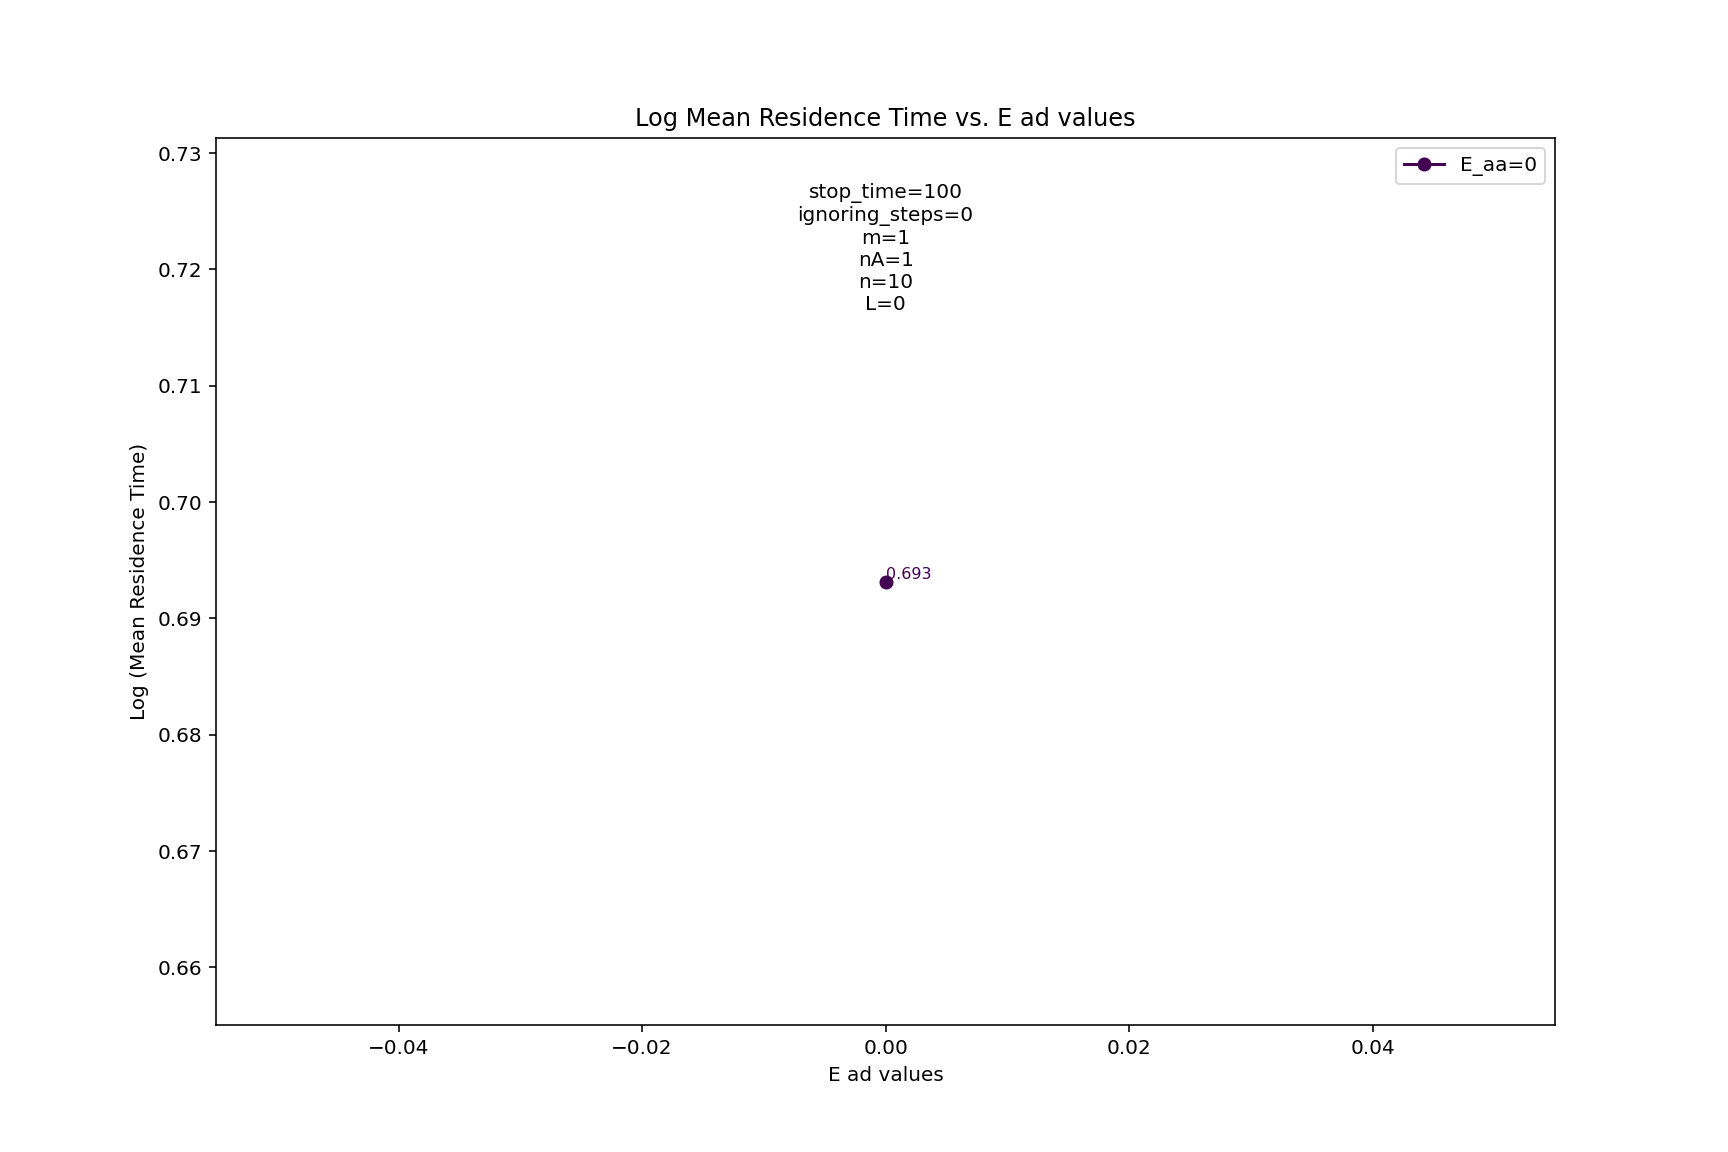 Log Mean Residence Time vs. E ad values
E_aa=0
stop_time=100
ignoring_steps=0
m=1
nA=1
n=10
L=0
0.73
0.72
0.71
0.70
0.69
0.68
0.67
0.66
Log (Mean Residence Time)
0.693
−0.04
−0.02
0.00
0.02
0.04
E ad values